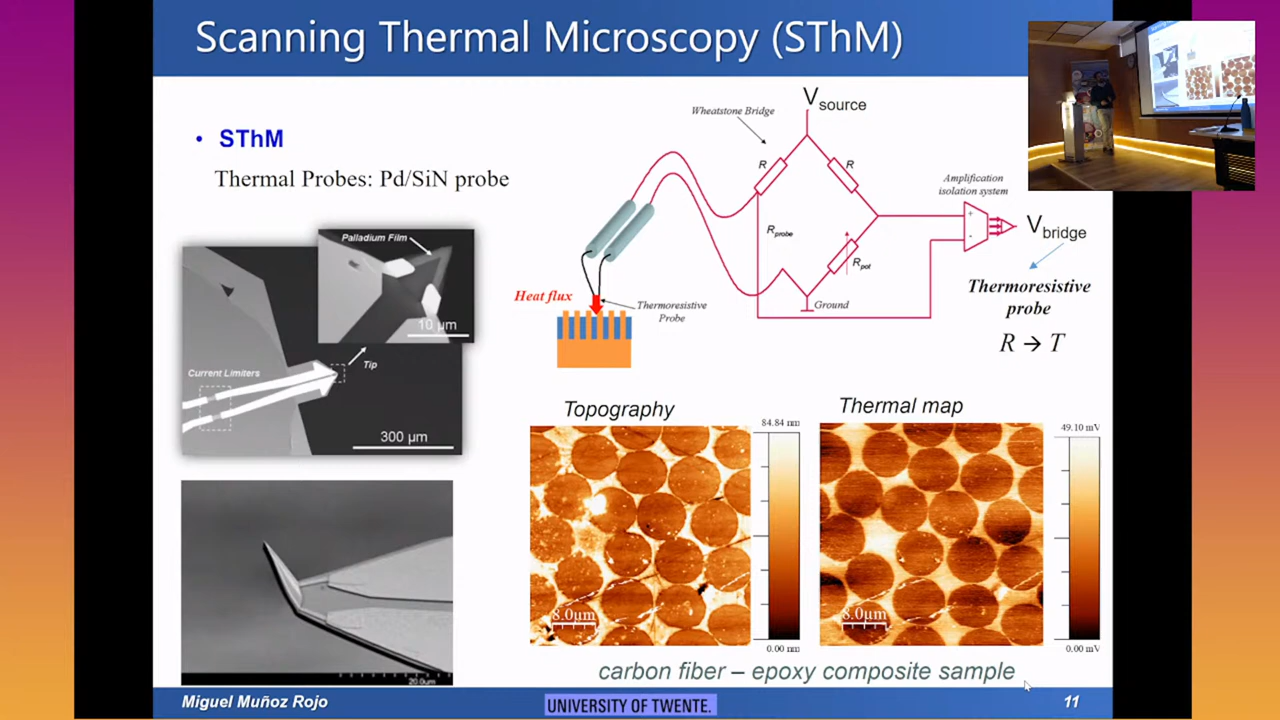 Scanning Thermal Microscopy (SThM)
• SThM
Thermal Probes: Pd/SiN probe
Palladium Film
10 µm
Current Limiters
Tip
300 µm
20.0um
Wheatstone Bridge
Vsource
R
R
Amplification
isolation system
+
-
Vbridge
Rprobe
Rpot
Heat flux
Thermoresistive
Probe
Ground
Thermoresistive
probe
R → T
Topography
84.84 nm
8.0µm
0.00 nm
Thermal map
49.10 mV
8.0µm
0.00 mV
carbon fiber – epoxy composite sample
Miguel Muñoz Rojo
UNIVERSITY OF TWENTE.
11